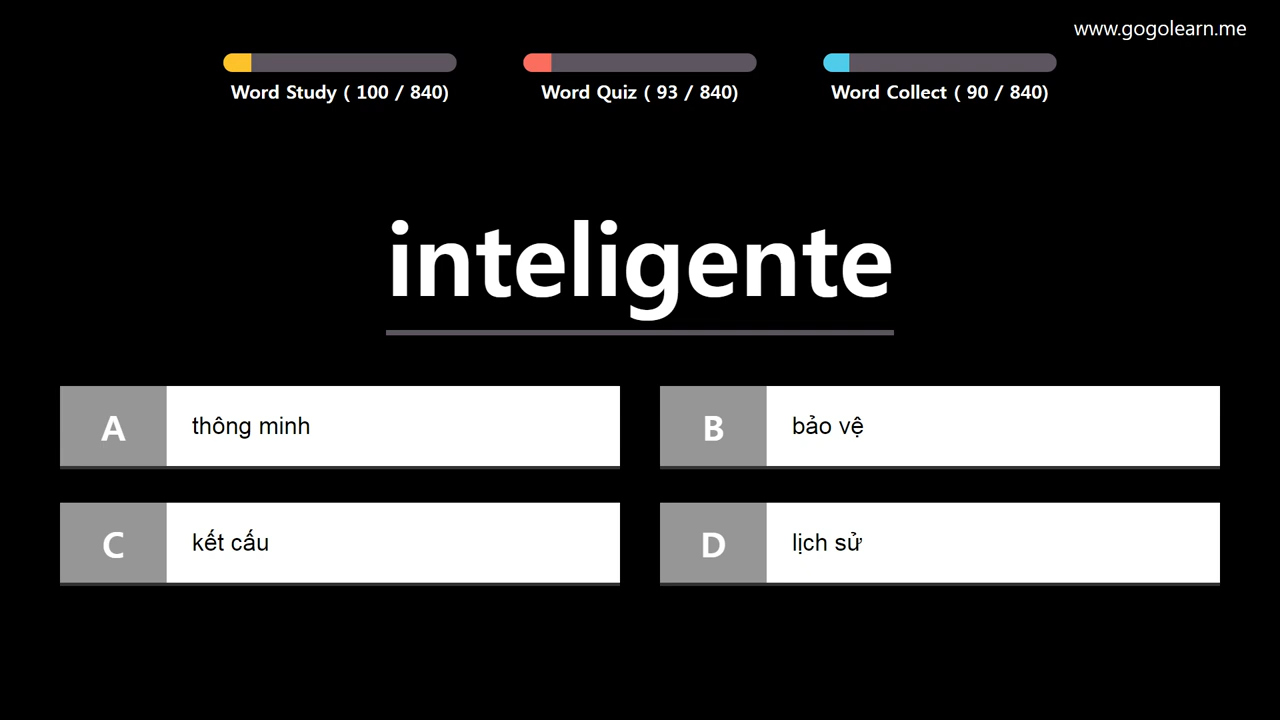 www.gogolearn.me
Word Study ( 100 / 840)
Word Quiz ( 93 / 840)
Word Collect ( 90 / 840)
inteligente
A thông minh
B bảo vệ
C kết cấu
D lịch sử